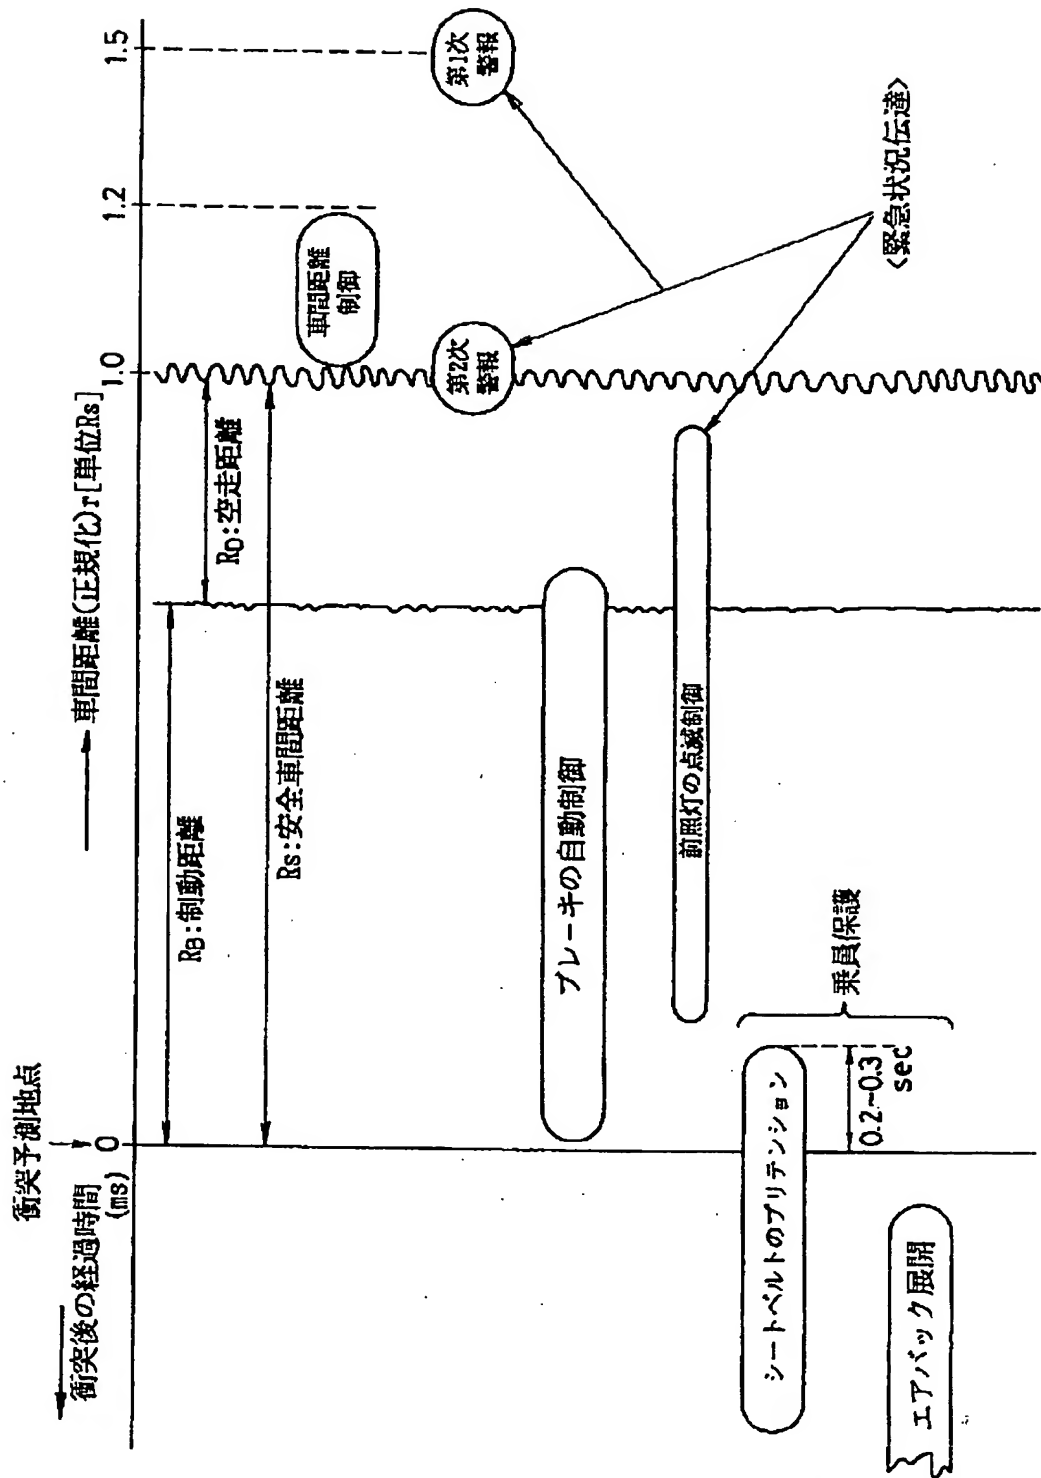 衝突予測地点
衝突後の経過時間
(ms)
0
車間距離(正規化)r[単位Rs]
1.0
1.2
1.5
RB:制動距離
RO:空走距離
Rs:安全車間距離
車間距離
制御
第1次
警報
第2次
警報
ブレーキの自動制御
前照灯の点滅制御
<緊急状況伝達>
シートベルトのプリテンション
0.2~0.3
sec
乗員保護
エアバック展開